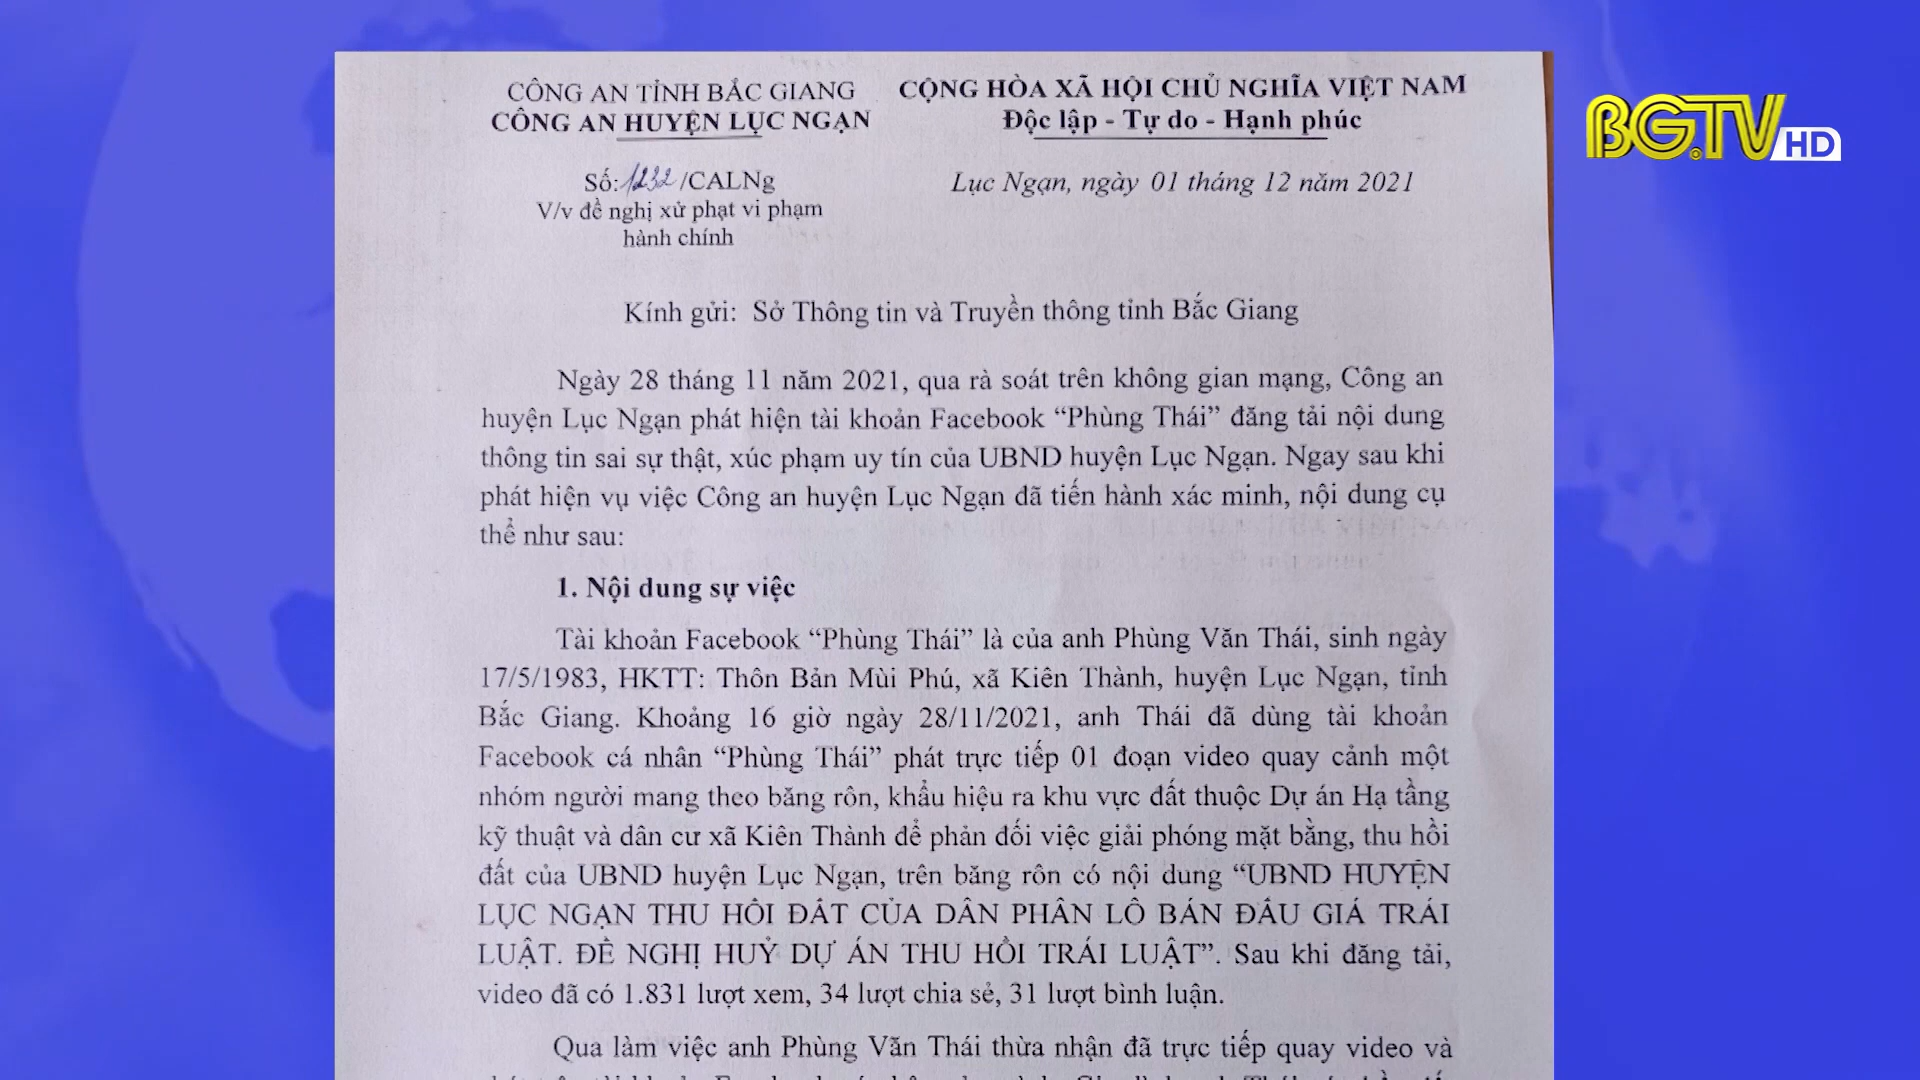 CÔNG AN TỈNH BẮC GIANG
CÔNG AN HUYỆN LỤC NGẠN
CỘNG HÒA XÃ HỘI CHỦ NGHĨA VIỆT NAM
Độc lập - Tự do - Hạnh phúc
BGTV HD
Số: 1232 /CALNg
V/v đề nghị xử phạt vi phạm
hành chính
Lục Ngạn, ngày 01 tháng 12 năm 2021
Kính gửi: Sở Thông tin và Truyền thông tỉnh Bắc Giang
Ngày 28 tháng 11 năm 2021, qua rà soát trên không gian mạng, Công an
huyện Lục Ngạn phát hiện tài khoản Facebook “Phùng Thái” đăng tải nội dung
thông tin sai sự thật, xúc phạm uy tín của UBND huyện Lục Ngạn. Ngay sau khi
phát hiện vụ việc Công an huyện Lục Ngạn đã tiến hành xác minh, nội dung cụ
thể như sau:
1. Nội dung sự việc
Tài khoản Facebook “Phùng Thái” là của anh Phùng Văn Thái, sinh ngày
17/5/1983, HKTT: Thôn Bản Mùi Phú, xã Kiên Thành, huyện Lục Ngạn, tỉnh
Bắc Giang. Khoảng 16 giờ ngày 28/11/2021, anh Thái đã dùng tài khoản
Facebook cá nhân “Phùng Thái” phát trực tiếp 01 đoạn video quay cảnh một
nhóm người mang theo băng rôn, khẩu hiệu ra khu vực đất thuộc Dự án Hạ tầng
kỹ thuật và dân cư xã Kiên Thành để phản đối việc giải phóng mặt bằng, thu hồi
đất của UBND huyện Lục Ngạn, trên băng rôn có nội dung “UBND HUYỆN
LỤC NGẠN THU HỒI ĐẤT CỦA DÂN PHÂN LÔ BÁN ĐẤU GIÁ TRÁI
LUẬT. ĐỀ NGHỊ HUỶ DỰ ÁN THU HỒI TRÁI LUẬT”. Sau khi đăng tải,
video đã có 1.831 lượt xem, 34 lượt chia sẻ, 31 lượt bình luận.
Qua làm việc anh Phùng Văn Thái thừa nhận đã trực tiếp quay video và